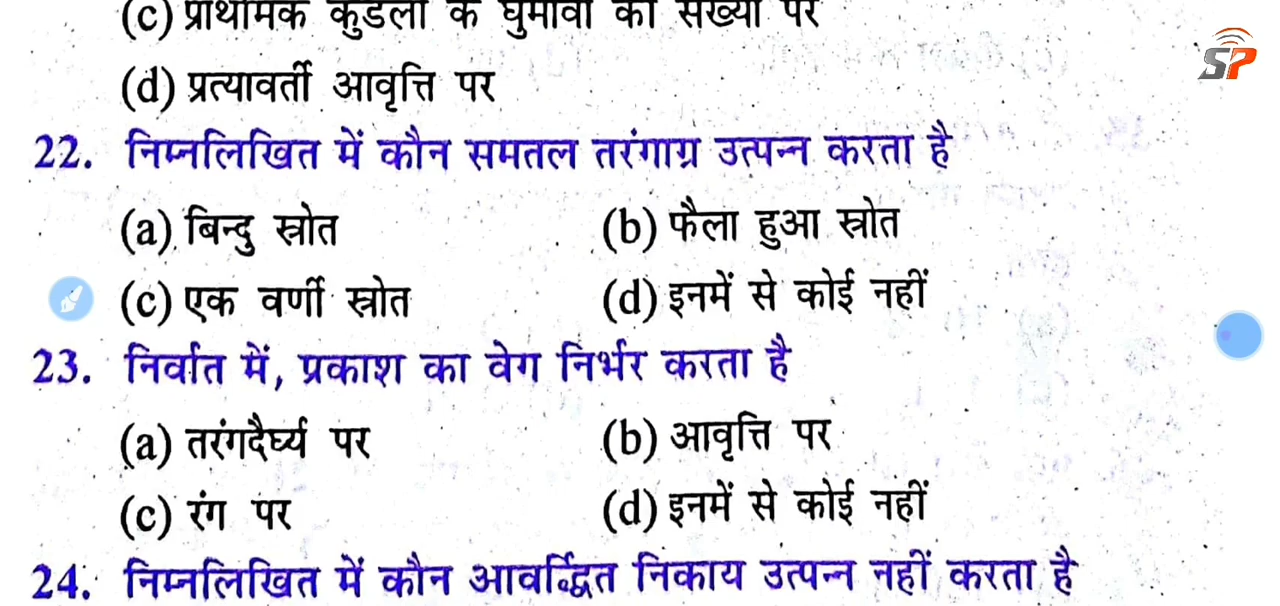 (c) प्राथमिक कुंडली के घुमावों की संख्या पर
SP
(d) प्रत्यावर्ती आवृत्ति पर
22. निम्नलिखित में कौन समतल तरंगाग्र उत्पन्न करता है
(a) बिन्दु स्रोत (b) फैला हुआ स्रोत
(c) एक वर्णी स्रोत (d) इनमें से कोई नहीं
23. निर्वात में, प्रकाश का वेग निर्भर करता है
(a) तरंगदैर्घ्य पर (b) आवृत्ति पर
(c) रंग पर (d) इनमें से कोई नहीं
24. निम्नलिखित में कौन आवर्द्धित निकाय उत्पन्न नहीं करता है